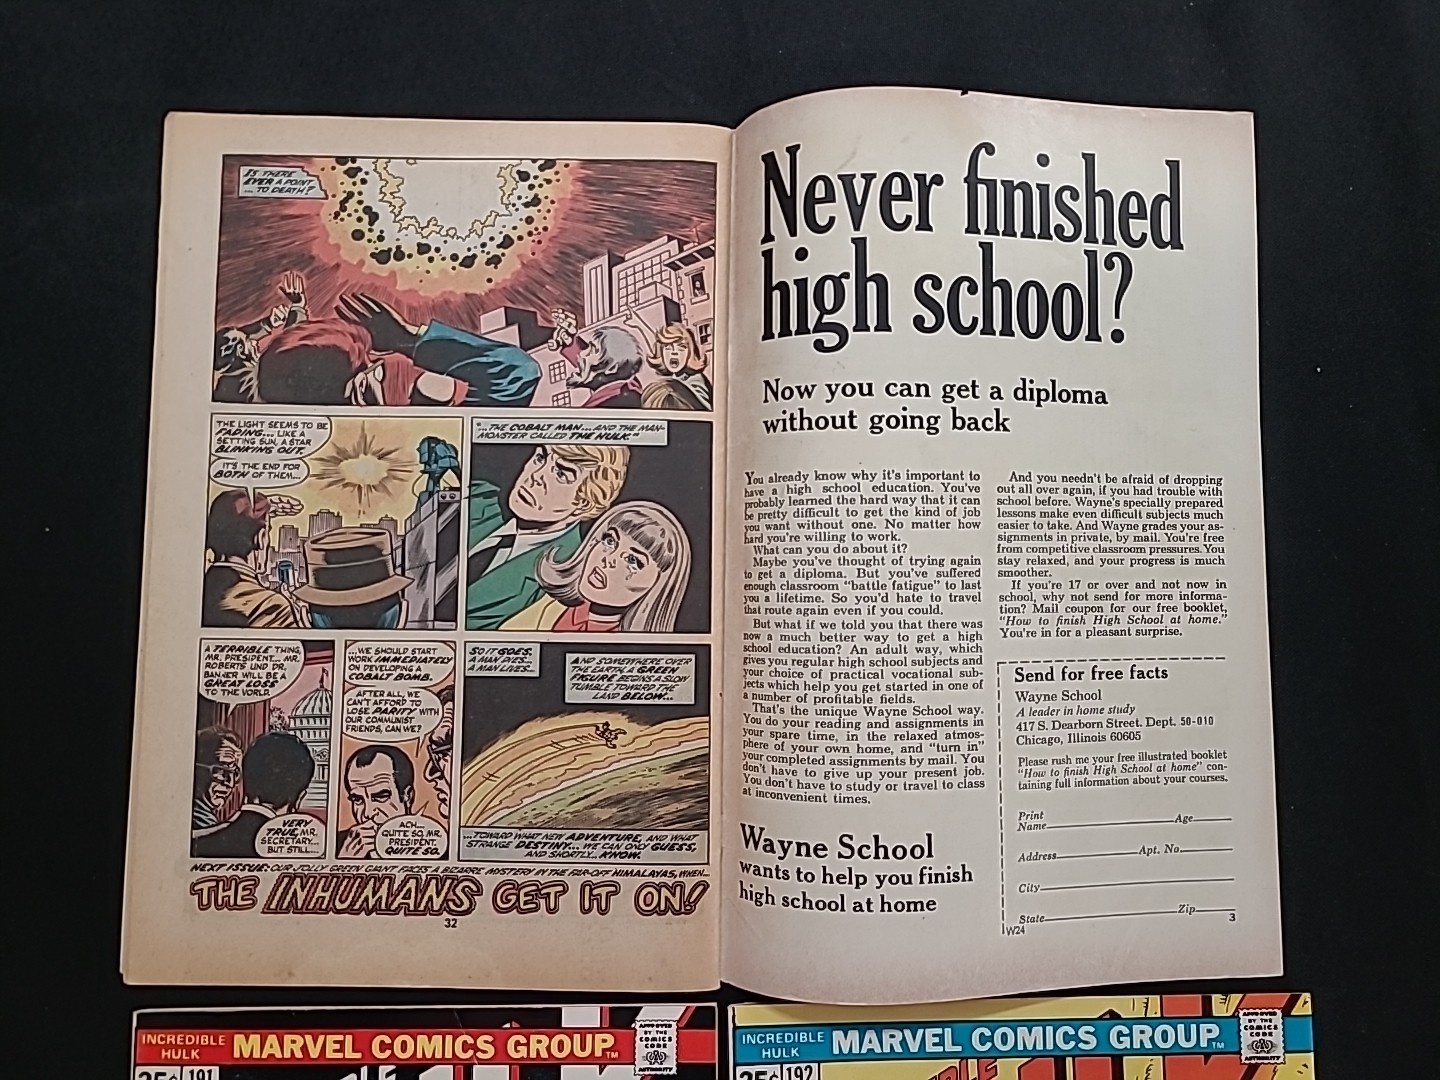 IS THERE
EVER A POINT
... TO DEATH?
THE LIGHT SEEMS TO BE
FADING... LIKE A
SETTING SUN, A STAR
BLINKING OUT.
IT'S THE END FOR
BOTH OF THEM...
"...THE COBALT MAN... AND THE MAN-
MONSTER CALLED THE HULK."
A TERRIBLE THING,
MR. PRESIDENT... MR.
ROBERTS UND DR.
BANNER WILL BE A
GREAT LOSS
TO THE WORLD.
VERY
TRUE, MR.
SECRETARY...
BUT STILL...
...WE SHOULD START
WORK IMMEDIATELY
ON DEVELOPING A
COBALT BOMB.
AFTER ALL, WE
CAN'T AFFORD TO
LOSE PARITY WITH
OUR COMMUNIST
FRIENDS, CAN WE?
ACH...
QUITE SO, MR.
PRESIDENT.
QUITE SO.
SO IT GOES.
A MAN DIES...
A MAN LIVES...
AND SOMEWHERE OVER
THE EARTH, A GREEN
FIGURE BEGINS A SLOW
TUMBLE TOWARD THE
LAND BELOW...
...TOWARD WHAT NEW ADVENTURE, AND WHAT
STRANGE DESTINY... WE CAN ONLY GUESS,
AND SHORTLY... KNOW.
NEXT ISSUE: OUR JOLLY GREEN GIANT FACES A BIZARRE MYSTERY IN THE FAR-OFF HIMALAYAS, WHEN...
THE INHUMANS GET IT ON!
32
Never finished
high school?
Now you can get a diploma
without going back
You already know why it's important to
have a high school education. You've
probably learned the hard way that it can
be pretty difficult to get the kind of job
you want without one. No matter how
hard you're willing to work.
What can you do about it?
Maybe you've thought of trying again
to get a diploma. But you've suffered
enough classroom "battle fatigue" to last
you a lifetime. So you'd hate to travel
that route again even if you could.
But what if we told you that there was
now a much better way to get a high
school education? An adult way, which
gives you regular high school subjects and
your choice of practical vocational sub-
jects which help you get started in one of
a number of profitable fields.
That's the unique Wayne School way.
You do your reading and assignments in
your spare time, in the relaxed atmos-
phere of your own home, and "turn in"
your completed assignments by mail. You
don't have to give up your present job.
You don't have to study or travel to class
at inconvenient times.
And you needn't be afraid of dropping
out all over again, if you had trouble with
school before. Wayne's specially prepared
lessons make even difficult subjects much
easier to take. And Wayne grades your as-
signments in private, by mail. You're free
from competitive classroom pressures. You
stay relaxed, and your progress is much
smoother.
If you're 17 or over and not now in
school, why not send for more informa-
tion? Mail coupon for our free booklet,
"How to finish High School at home."
You're in for a pleasant surprise.
Wayne School
wants to help you finish
high school at home
Send for free facts
Wayne School
A leader in home study
417 S. Dearborn Street. Dept. 50-010
Chicago, Illinois 60605
Please rush me your free illustrated booklet
"How to finish High School at home" con-
taining full information about your courses.
Print
Name Age
Address Apt. No.
City
State Zip
W24
3
INCREDIBLE
HULK
MARVEL COMICS GROUP™
APPROVED
BY THE
COMICS
CODE
AUTHORITY
25¢ 191
INCREDIBLE
HULK
MARVEL COMICS GROUP™
APPROVED
BY THE
COMICS
CODE
AUTHORITY
25¢ 192